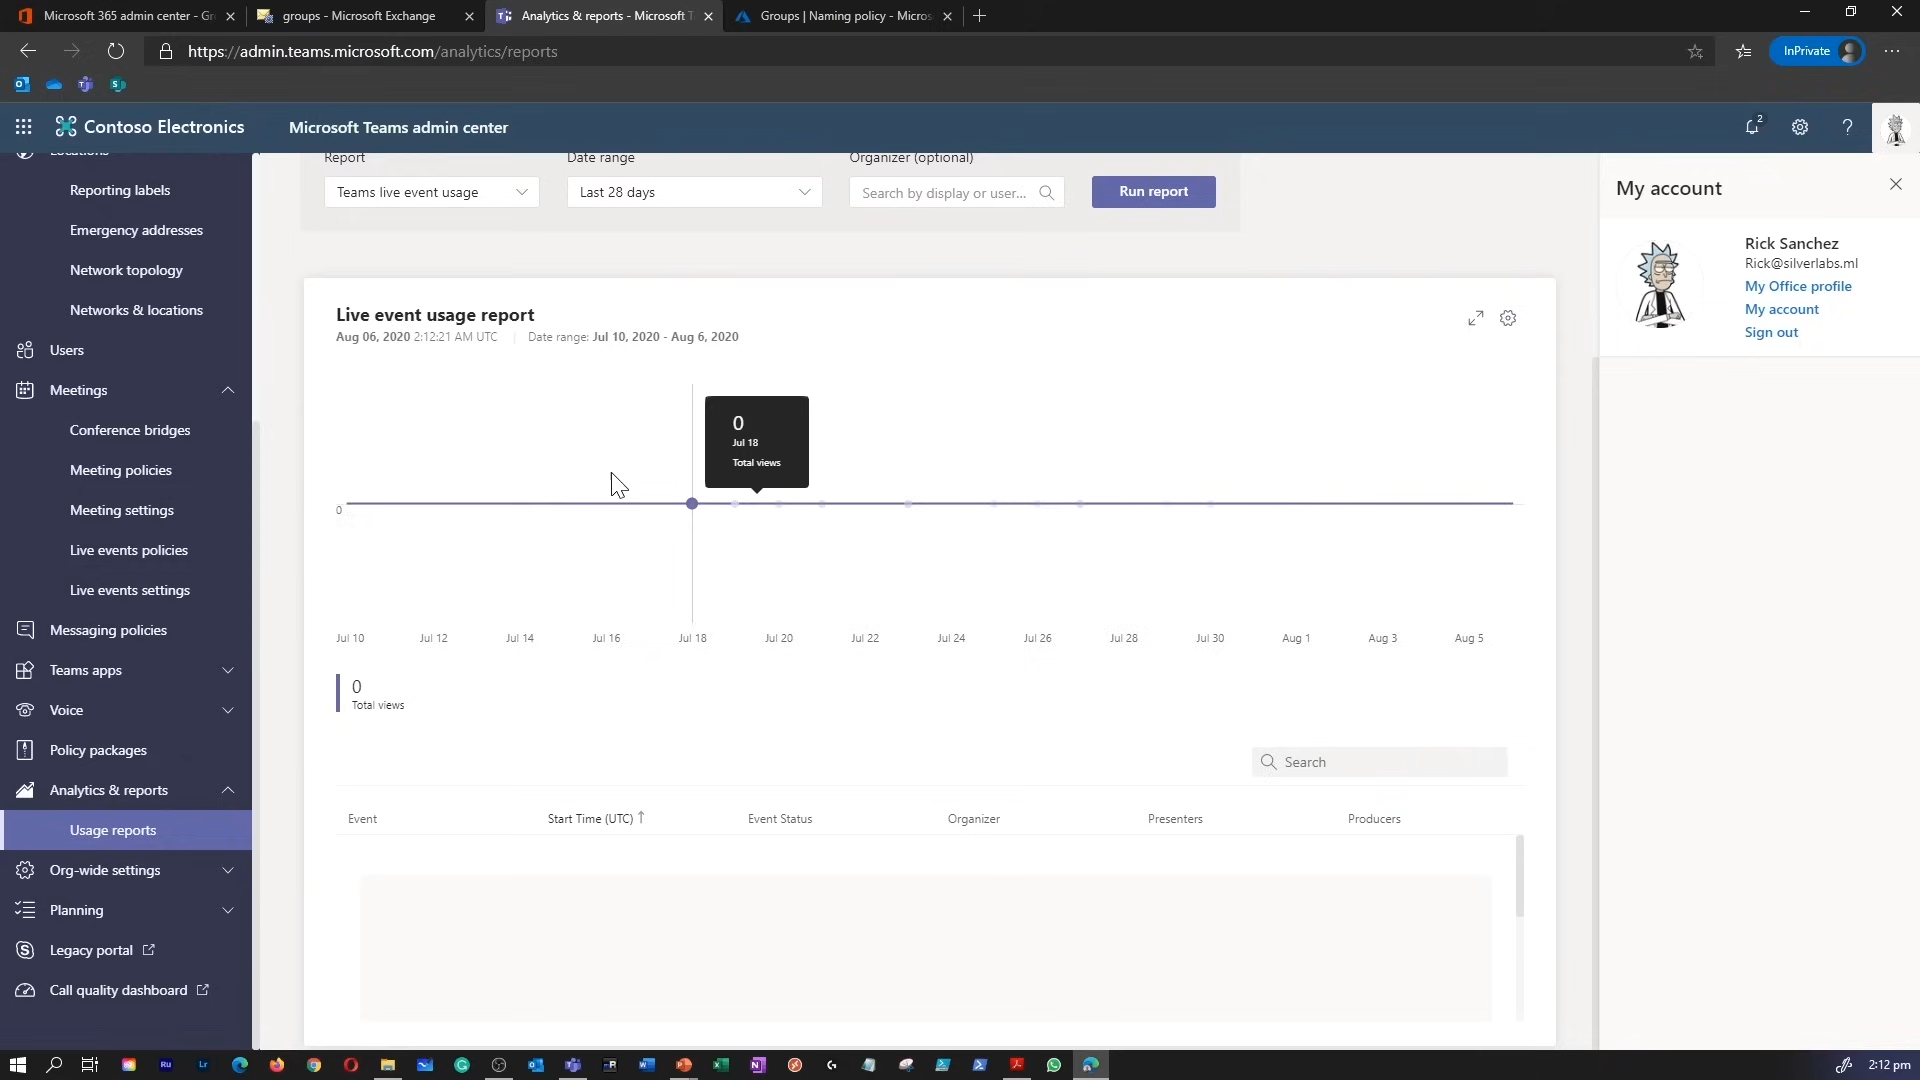 Microsoft 365 admin center - Gr
groups - Microsoft Exchange
Analytics & reports - Microsoft T
Groups | Naming policy - Micros
https://admin.teams.microsoft.com/analytics/reports
InPrivate
Contoso Electronics
Microsoft Teams admin center
2
Locations
Reporting labels
Emergency addresses
Network topology
Networks & locations
Users
Meetings
Conference bridges
Meeting policies
Meeting settings
Live events policies
Live events settings
Messaging policies
Teams apps
Voice
Policy packages
Analytics & reports
Usage reports
Org-wide settings
Planning
Legacy portal
Call quality dashboard
Report
Date range
Organizer (optional)
Teams live event usage
Last 28 days
Search by display or user...
Run report
Live event usage report
Aug 06, 2020 2:12:21 AM UTC
Date range: Jul 10, 2020 - Aug 6, 2020
0
Jul 18
Total views
0
Jul 10
Jul 12
Jul 14
Jul 16
Jul 18
Jul 20
Jul 22
Jul 24
Jul 26
Jul 28
Jul 30
Aug 1
Aug 3
Aug 5
0
Total views
Search
Event
Start Time (UTC)
Event Status
Organizer
Presenters
Producers
My account
Rick Sanchez
Rick@silverlabs.ml
My Office profile
My account
Sign out
Ru
Lr
2:12 pm